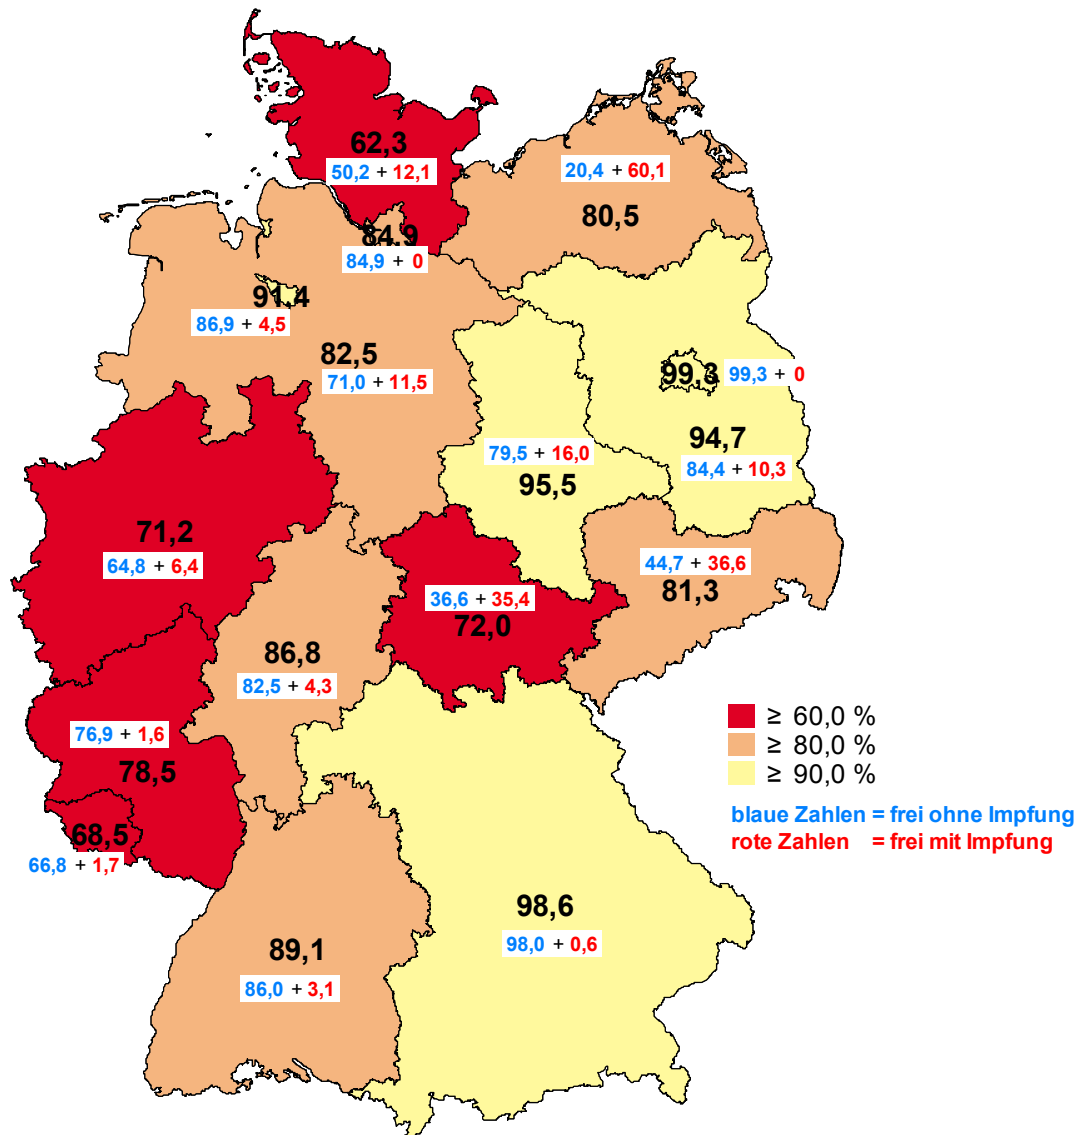 62,3
50,2 + 12,1
20,4 + 60,1
80,5
84,9
84,9 + 0
91,4
86,9 + 4,5
82,5
71,0 + 11,5
99,3
99,3 + 0
94,7
84,4 + 10,3
79,5 + 16,0
95,5
71,2
64,8 + 6,4
44,7 + 36,6
81,3
36,6 + 35,4
72,0
86,8
82,5 + 4,3
76,9 + 1,6
78,5
68,5
66,8 + 1,7
≥ 60,0 %
≥ 80,0 %
≥ 90,0 %
blaue Zahlen = frei ohne Impfung
rote Zahlen = frei mit Impfung
98,6
98,0 + 0,6
89,1
86,0 + 3,1